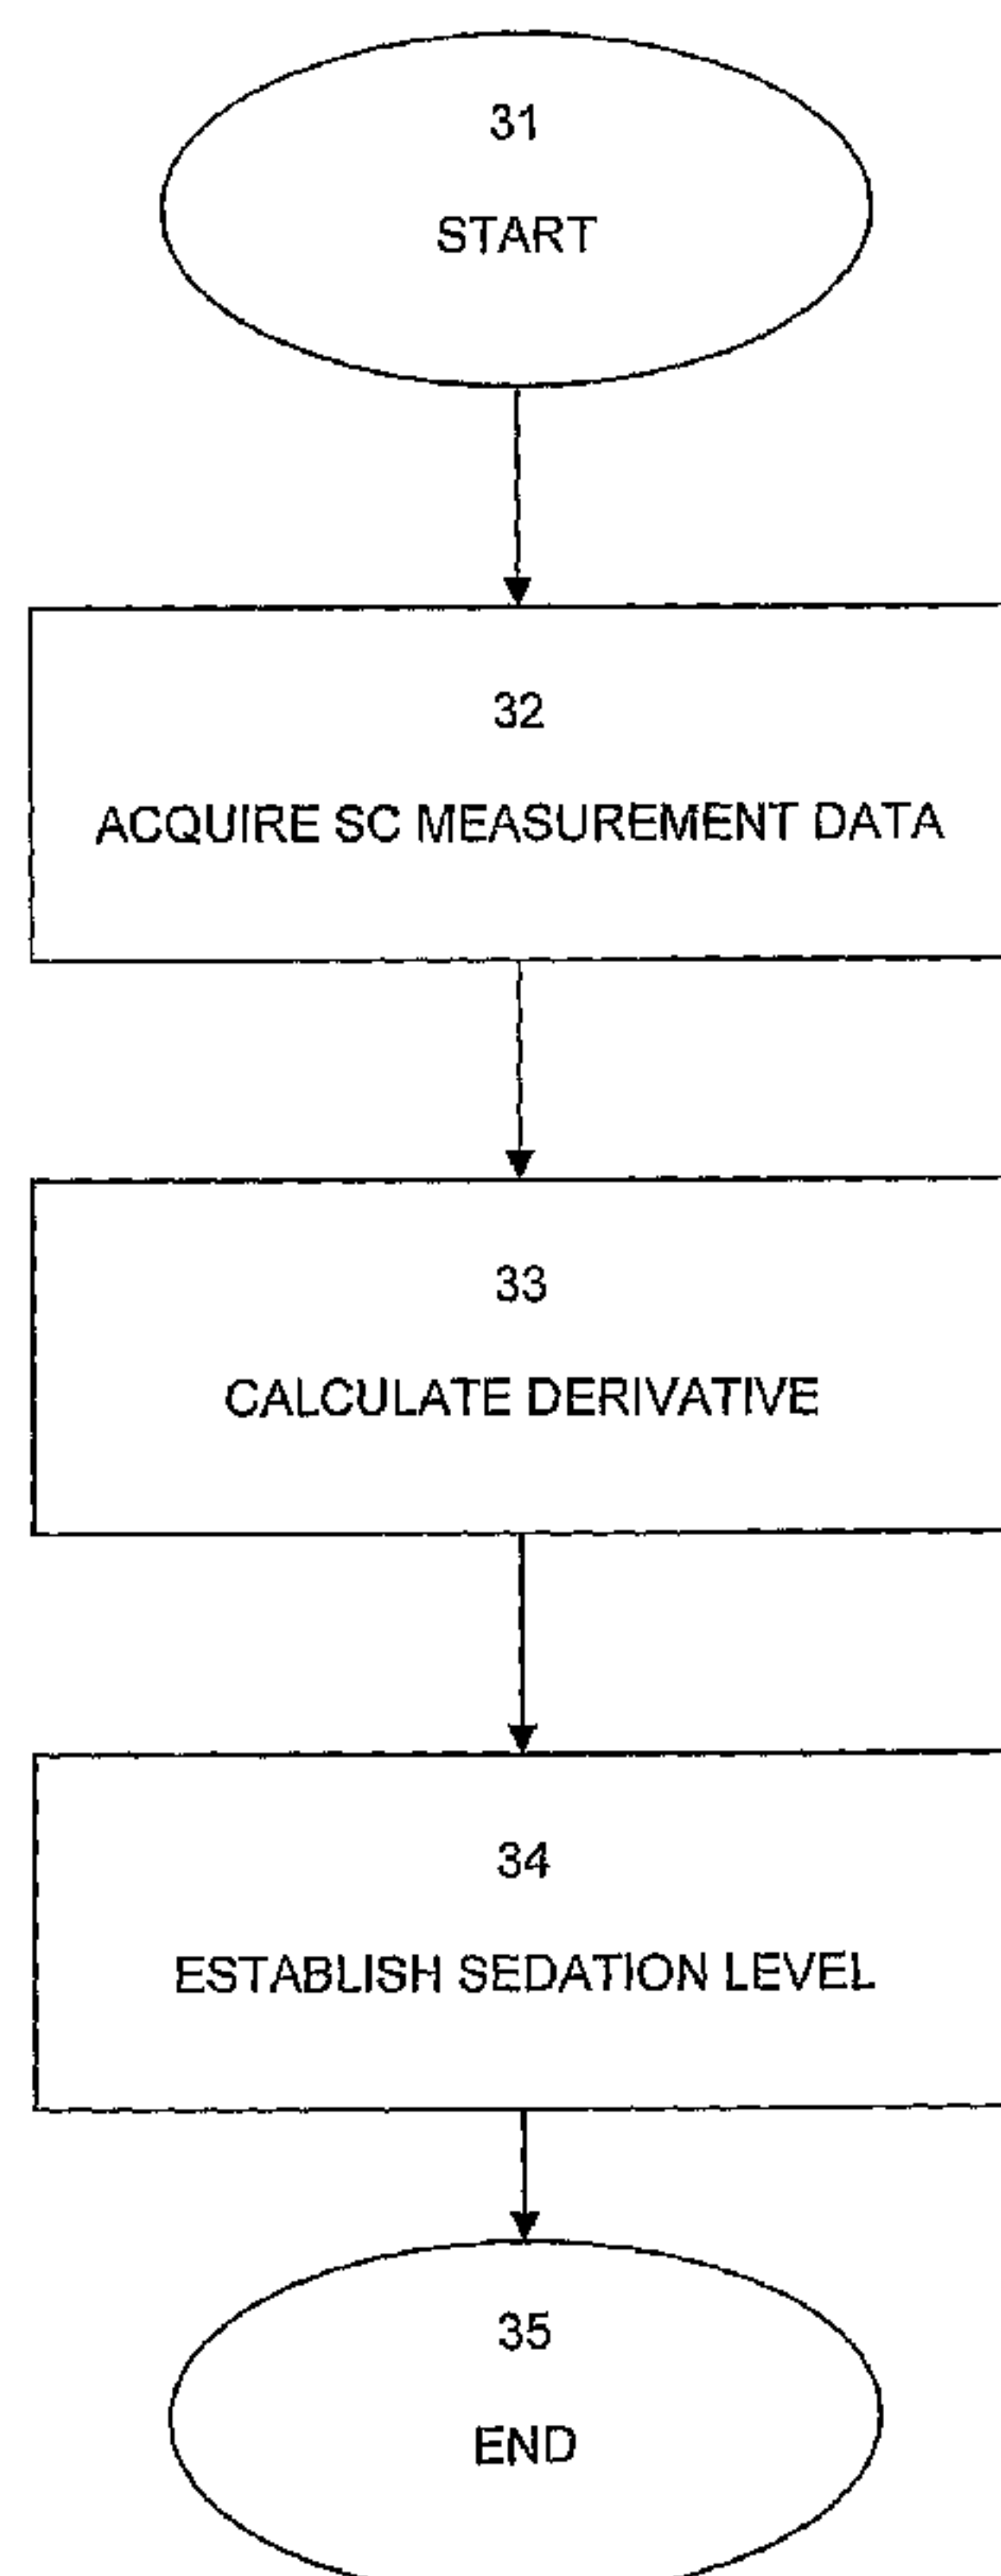 31
START
32
ACQUIRE SC MEASUREMENT DATA
33
CALCULATE DERIVATIVE
34
ESTABLISH SEDATION LEVEL
35
END